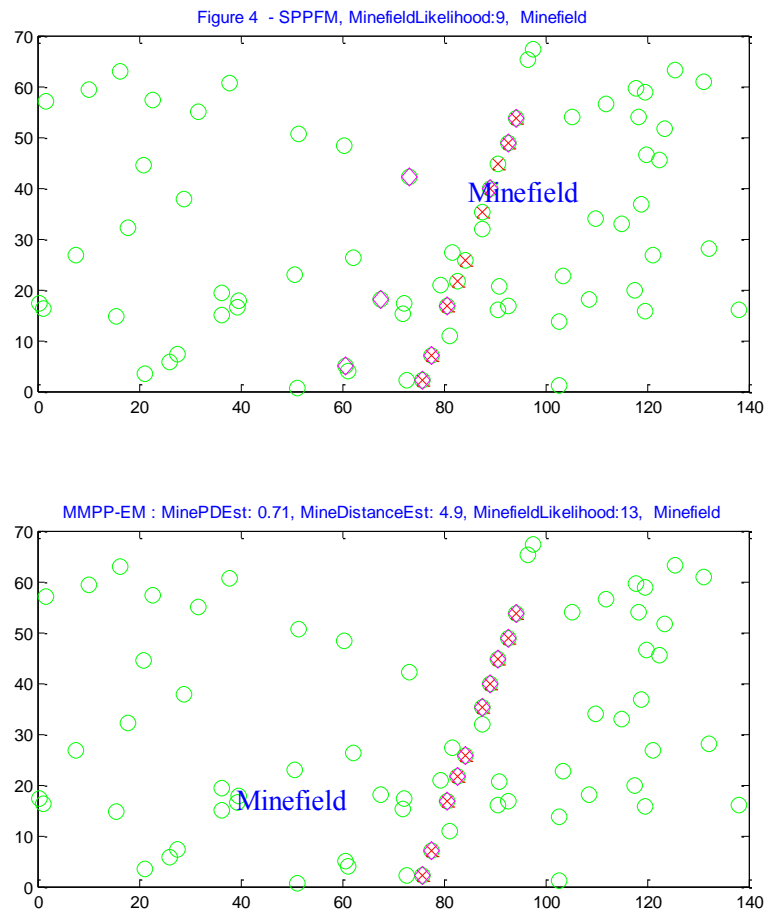 Figure 4 - SPPFM, MinefieldLikelihood:9, Minefield
70
60
50
40
30
20
10
0
Minefield
0 20 40 60 80 100 120 140
MMPP-EM : MinePDEst: 0.71, MineDistanceEst: 4.9, MinefieldLikelihood:13, Minefield
70
60
50
40
30
20
10
0
Minefield
0 20 40 60 80 100 120 140